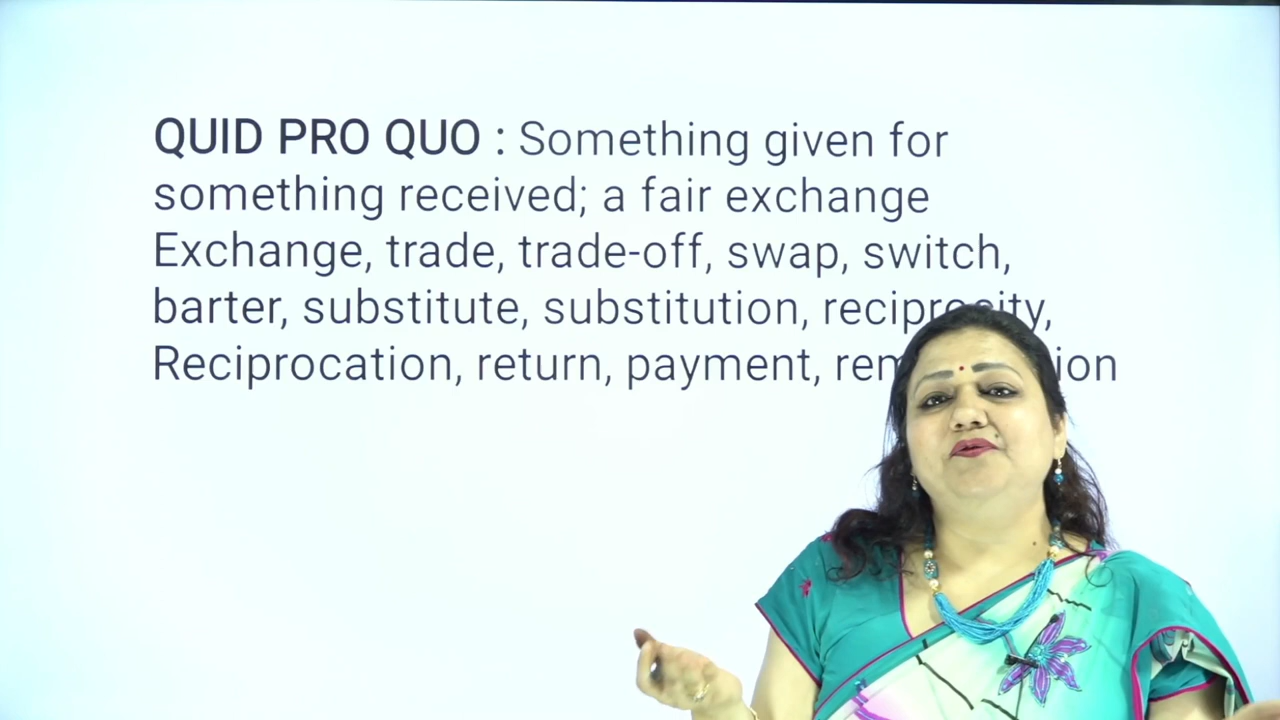 QUID PRO QUO : Something given for
something received; a fair exchange
Exchange, trade, trade-off, swap, switch,
barter, substitute, substitution, reciprocity,
Reciprocation, return, payment,